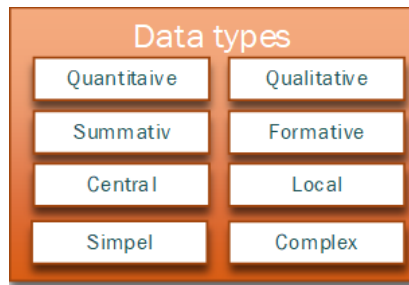 Data types
Quantitaive Qualitative
Summativ Formative
Central Local
Simpel Complex